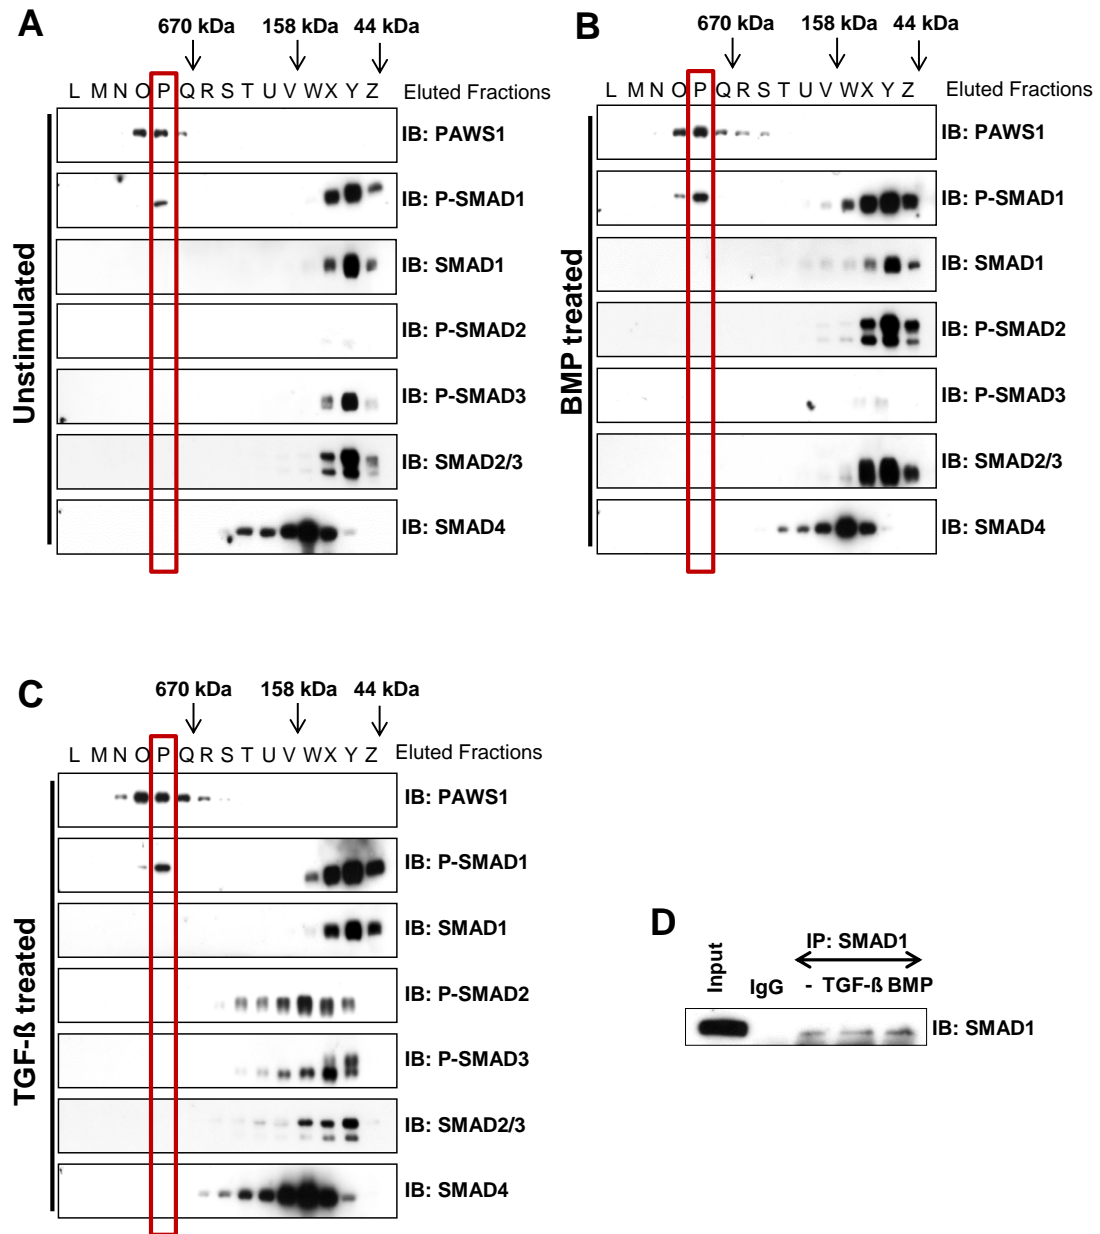 A
670 kDa 158 kDa 44 kDa
L M N O P Q R S T U V W X Y Z Eluted Fractions
Unstimulated
IB: PAWS1
IB: P-SMAD1
IB: SMAD1
IB: P-SMAD2
IB: P-SMAD3
IB: SMAD2/3
IB: SMAD4
B
670 kDa 158 kDa 44 kDa
L M N O P Q R S T U V W X Y Z Eluted Fractions
BMP treated
IB: PAWS1
IB: P-SMAD1
IB: SMAD1
IB: P-SMAD2
IB: P-SMAD3
IB: SMAD2/3
IB: SMAD4
C
670 kDa 158 kDa 44 kDa
L M N O P Q R S T U V W X Y Z Eluted Fractions
TGF-ß treated
IB: PAWS1
IB: P-SMAD1
IB: SMAD1
IB: P-SMAD2
IB: P-SMAD3
IB: SMAD2/3
IB: SMAD4
D
IP: SMAD1
Input IgG - TGF-ß BMP
IB: SMAD1